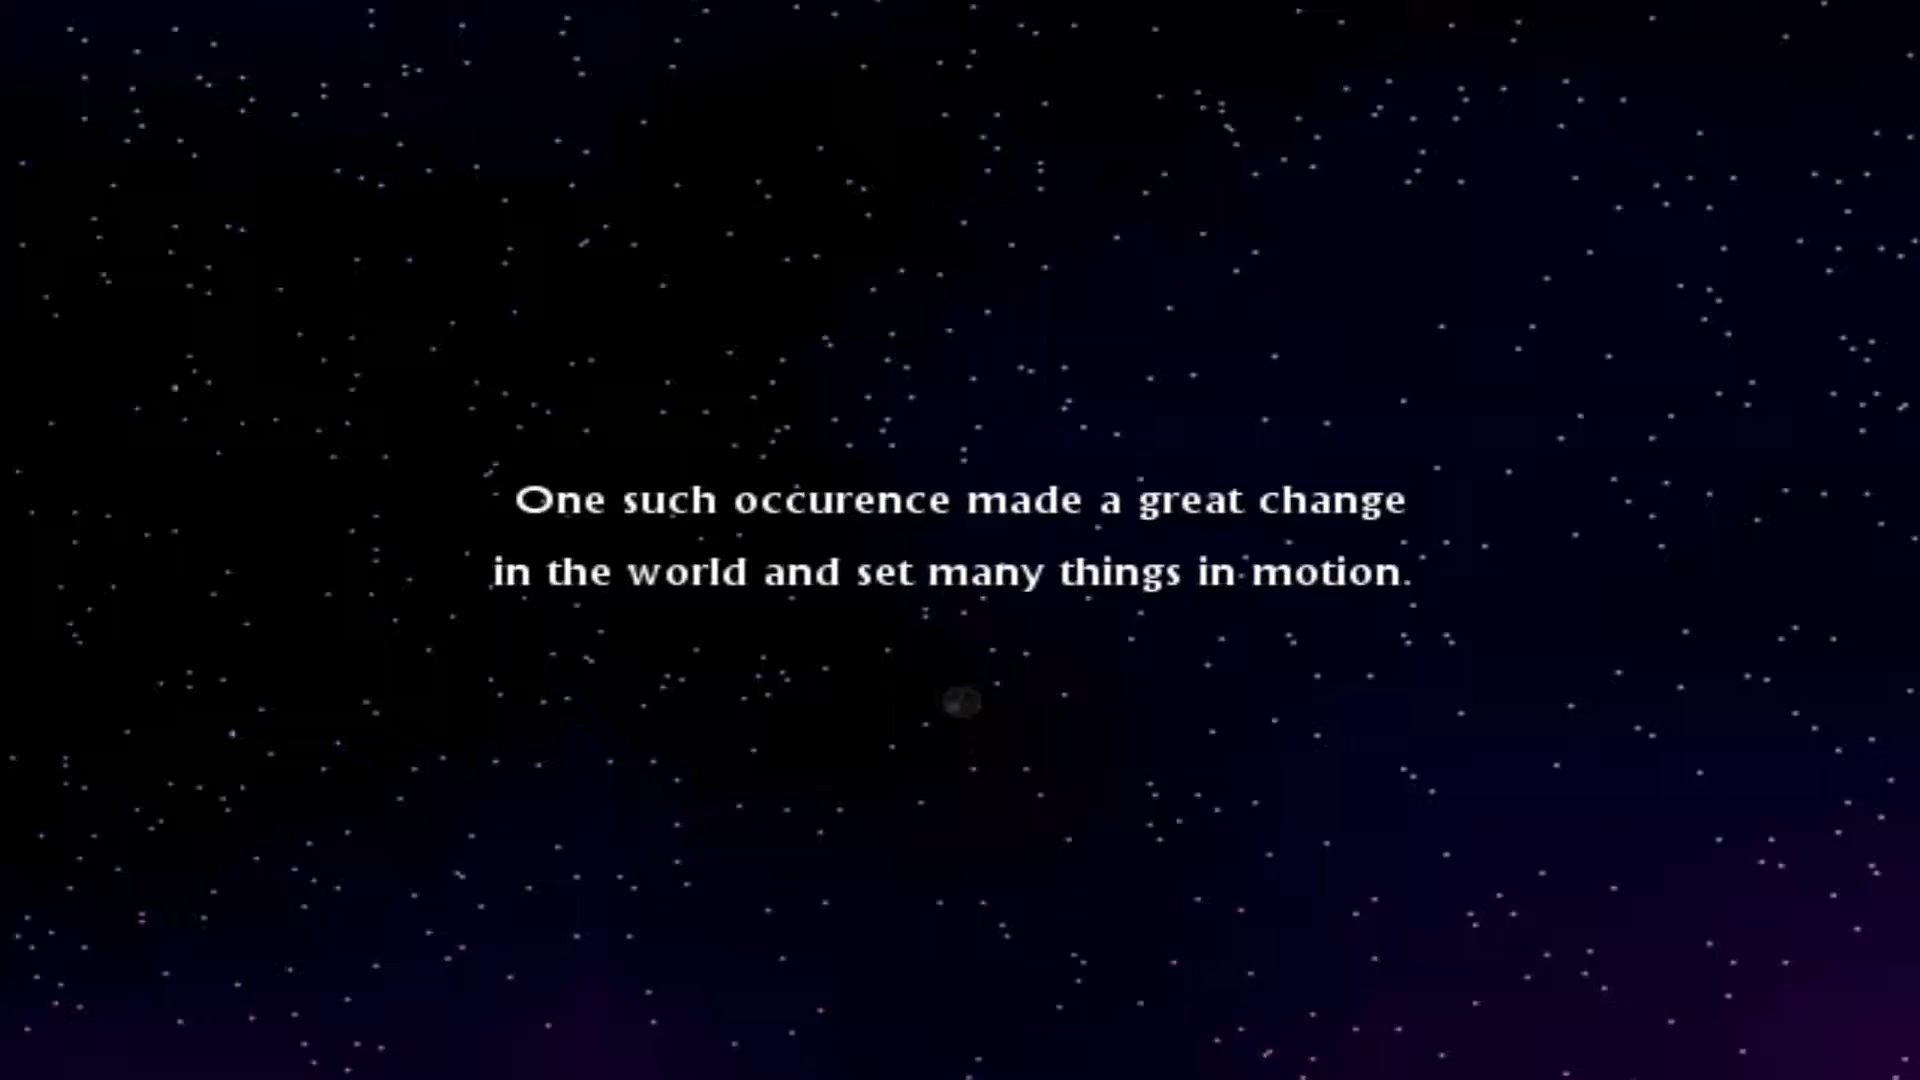 One such occurence made a great change
in the world and set many things in motion.